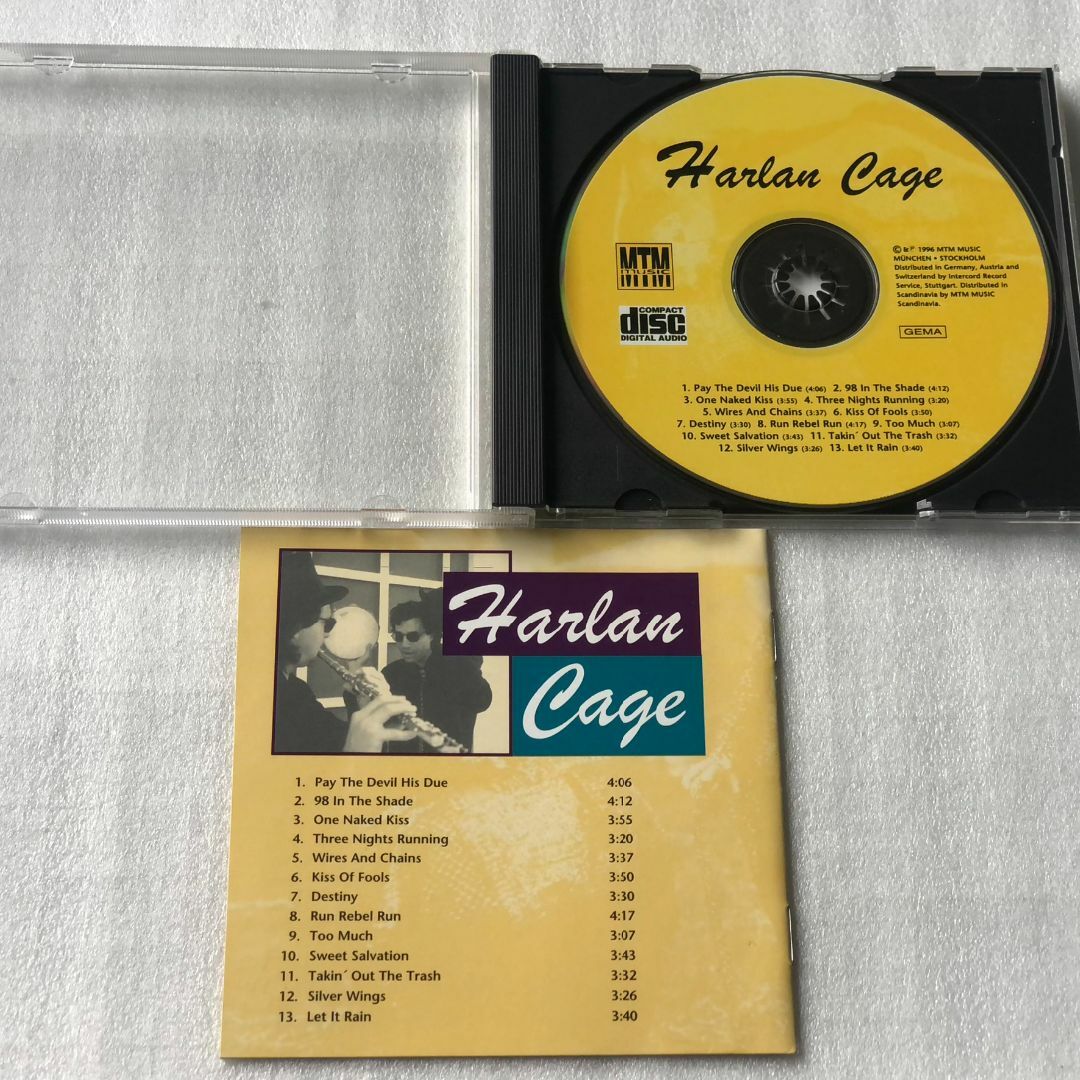 Harlan Cage
MTM
MUSIC
MTM
COMPACT
disc
DIGITAL AUDIO
© & ℗ 1996 MTM MUSIC
MÜNCHEN • STOCKHOLM
Distributed in Germany, Austria and
Switzerland by Intercord Record
Service, Stuttgart. Distributed in
Scandinavia by MTM MUSIC
Scandinavia.
GEMA
1. Pay The Devil His Due (4:06) 2. 98 In The Shade (4:12)
3. One Naked Kiss (3:55) 4. Three Nights Running (3:20)
5. Wires And Chains (3:37) 6. Kiss Of Fools (3:50)
7. Destiny (3:30) 8. Run Rebel Run (4:17) 9. Too Much (3:07)
10. Sweet Salvation (3:43) 11. Takin´ Out The Trash (3:32)
12. Silver Wings (3:26) 13. Let It Rain (3:40)
Harlan
Cage
1. Pay The Devil His Due 4:06
2. 98 In The Shade 4:12
3. One Naked Kiss 3:55
4. Three Nights Running 3:20
5. Wires And Chains 3:37
6. Kiss Of Fools 3:50
7. Destiny 3:30
8. Run Rebel Run 4:17
9. Too Much 3:07
10. Sweet Salvation 3:43
11. Takin´ Out The Trash 3:32
12. Silver Wings 3:26
13. Let It Rain 3:40